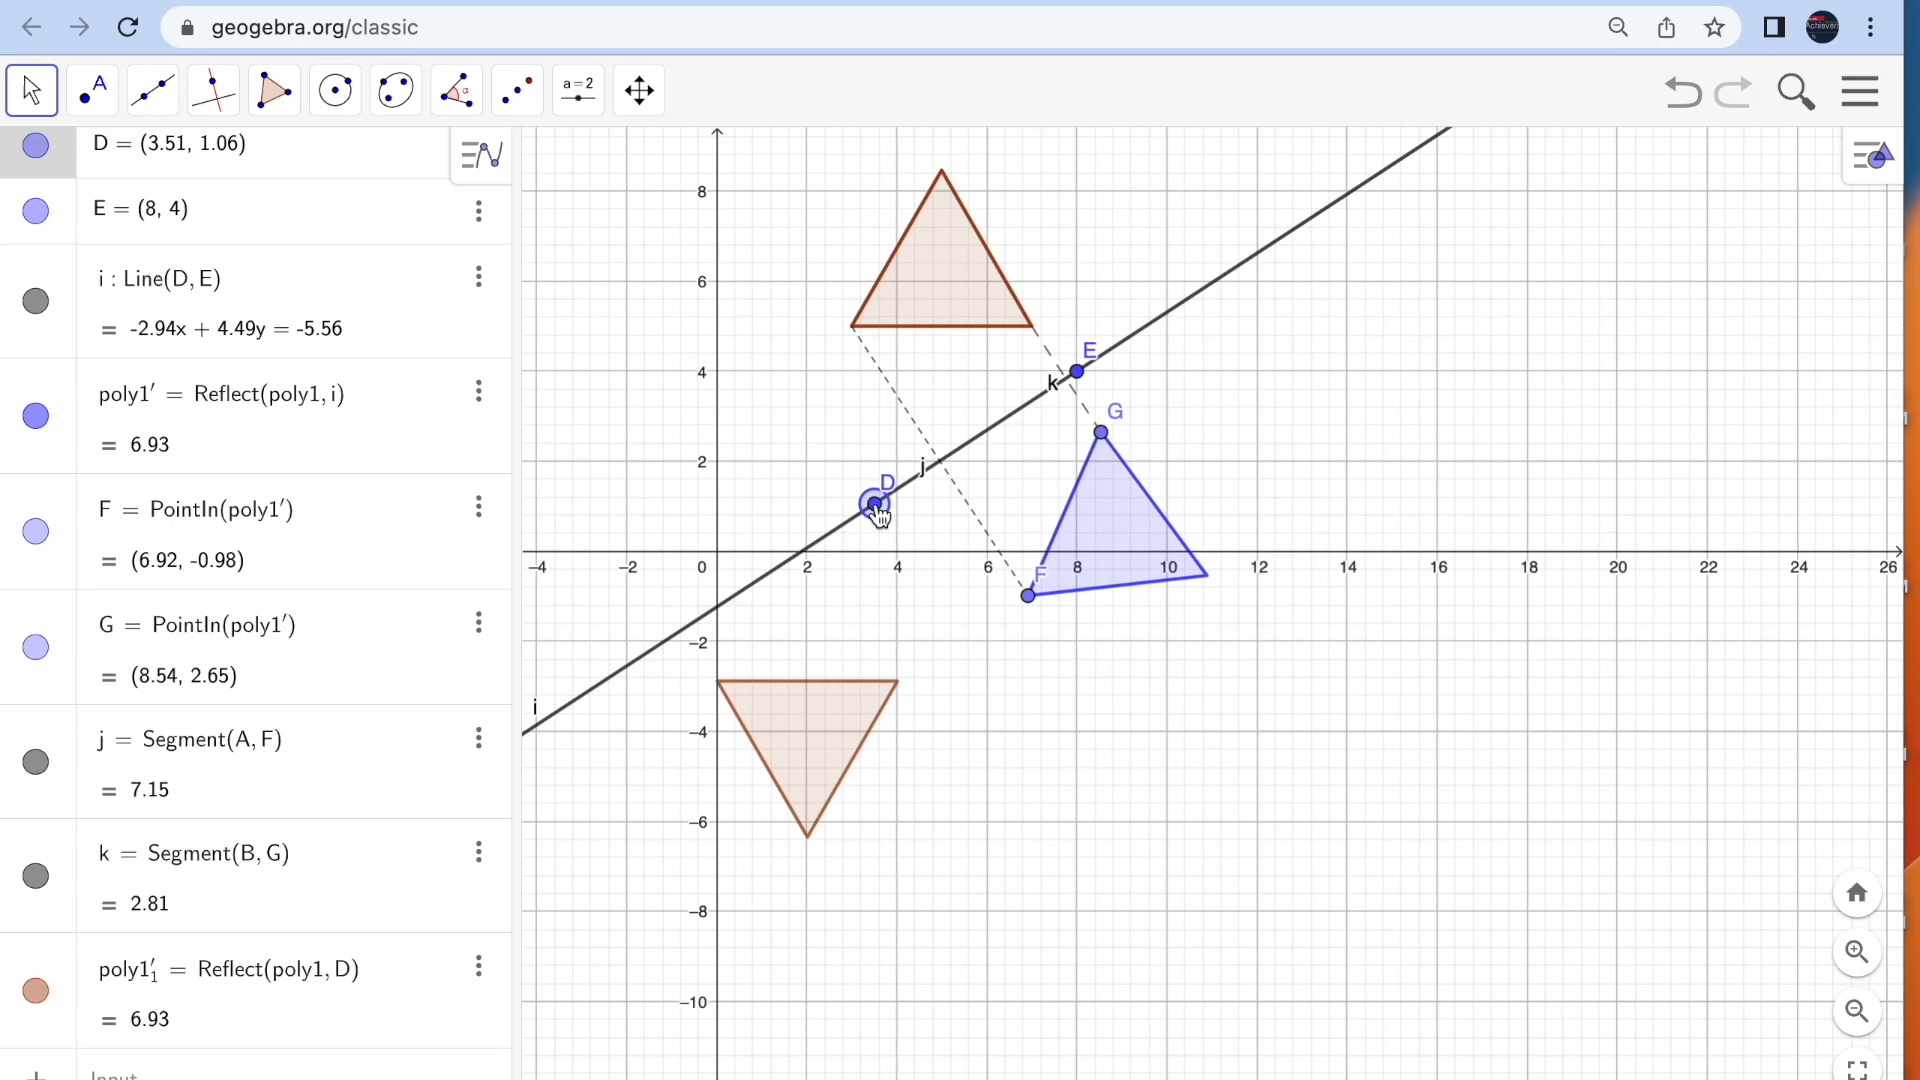 geogebra.org/classic
A
α
a = 2
D = (3.51, 1.06)
E = (8, 4)
i : Line(D, E)
= -2.94x + 4.49y = -5.56
poly1′ = Reflect(poly1, i)
= 6.93
F = PointIn(poly1′)
= (6.92, -0.98)
G = PointIn(poly1′)
= (8.54, 2.65)
j = Segment(A, F)
= 7.15
k = Segment(B, G)
= 2.81
poly1′₁ = Reflect(poly1, D)
= 6.93
+ Input...
8
6
4
2
–2
–4
–6
–8
–10
–4 –2 0 2 4 6 8 10 12 14 16 18 20 22 24 26
E
k
G
j
D
F
i